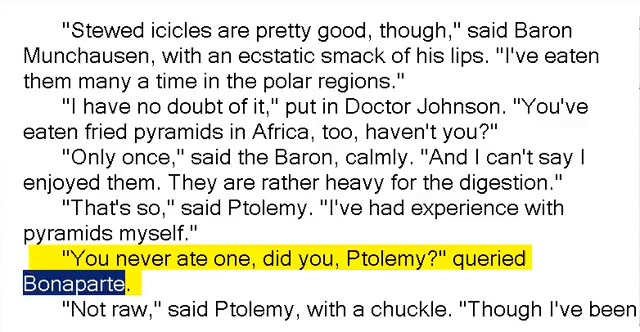 "Stewed icicles are pretty good, though," said Baron
Munchausen, with an ecstatic smack of his lips. "I've eaten
them many a time in the polar regions."
"I have no doubt of it," put in Doctor Johnson. "You've
eaten fried pyramids in Africa, too, haven't you?"
"Only once," said the Baron, calmly. "And I can't say I
enjoyed them. They are rather heavy for the digestion."
"That's so," said Ptolemy. "I've had experience with
pyramids myself."
"You never ate one, did you, Ptolemy?" queried
Bonaparte.
"Not raw," said Ptolemy, with a chuckle. "Though I've been